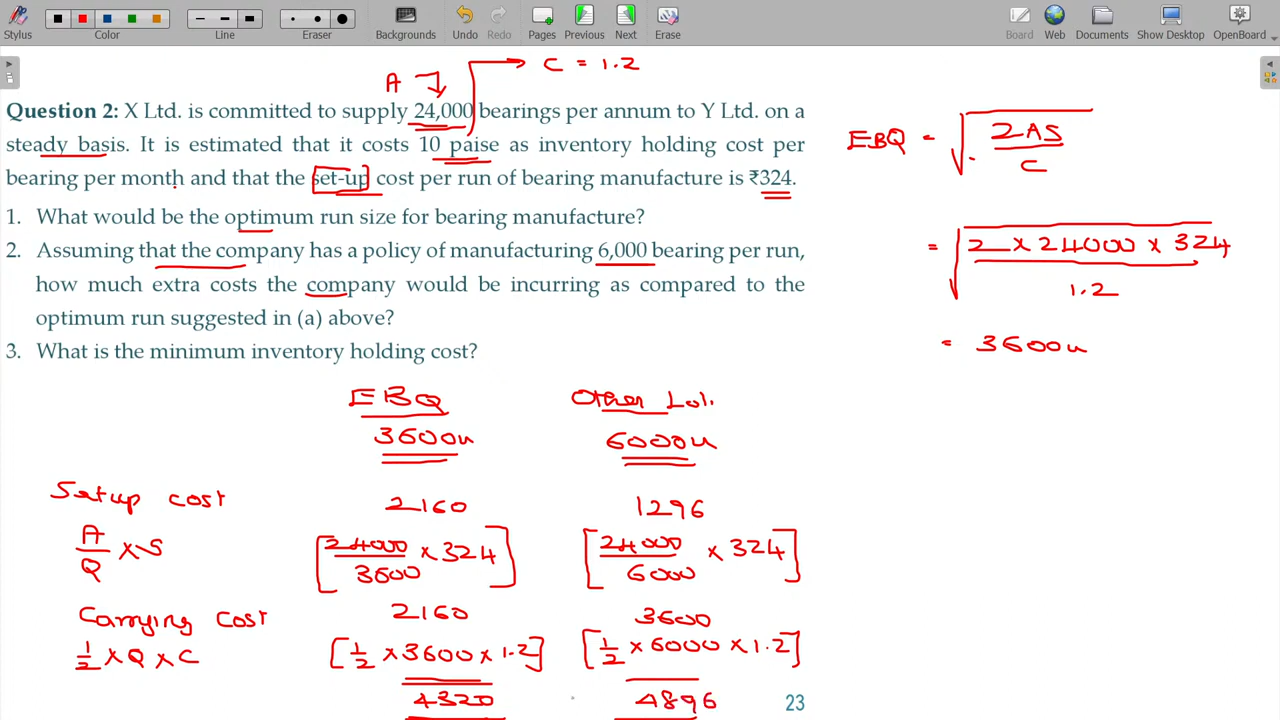 Stylus Color Line Eraser Backgrounds Undo Redo Pages Previous Next Erase Board Web Documents Show Desktop OpenBoard
A
C = 1.2
Question 2: X Ltd. is committed to supply 24,000 bearings per annum to Y Ltd. on a
steady basis. It is estimated that it costs 10 paise as inventory holding cost per
bearing per month and that the set-up cost per run of bearing manufacture is ₹324.
1. What would be the optimum run size for bearing manufacture?
2. Assuming that the company has a policy of manufacturing 6,000 bearing per run,
how much extra costs the company would be incurring as compared to the
optimum run suggested in (a) above?
3. What is the minimum inventory holding cost?
EBQ = √ 2AS
C
= √ 2 × 24000 × 324
1.2
= 3600u
EBQ Other Lot.
3600u 6000u
Setup cost 2160 1296
A/Q × S [24000/3600 × 324] [24000/6000 × 324]
Carrying cost 2160 3600
1/2 × Q × C [1/2 × 3600 × 1.2] [1/2 × 6000 × 1.2]
4320 4896
23